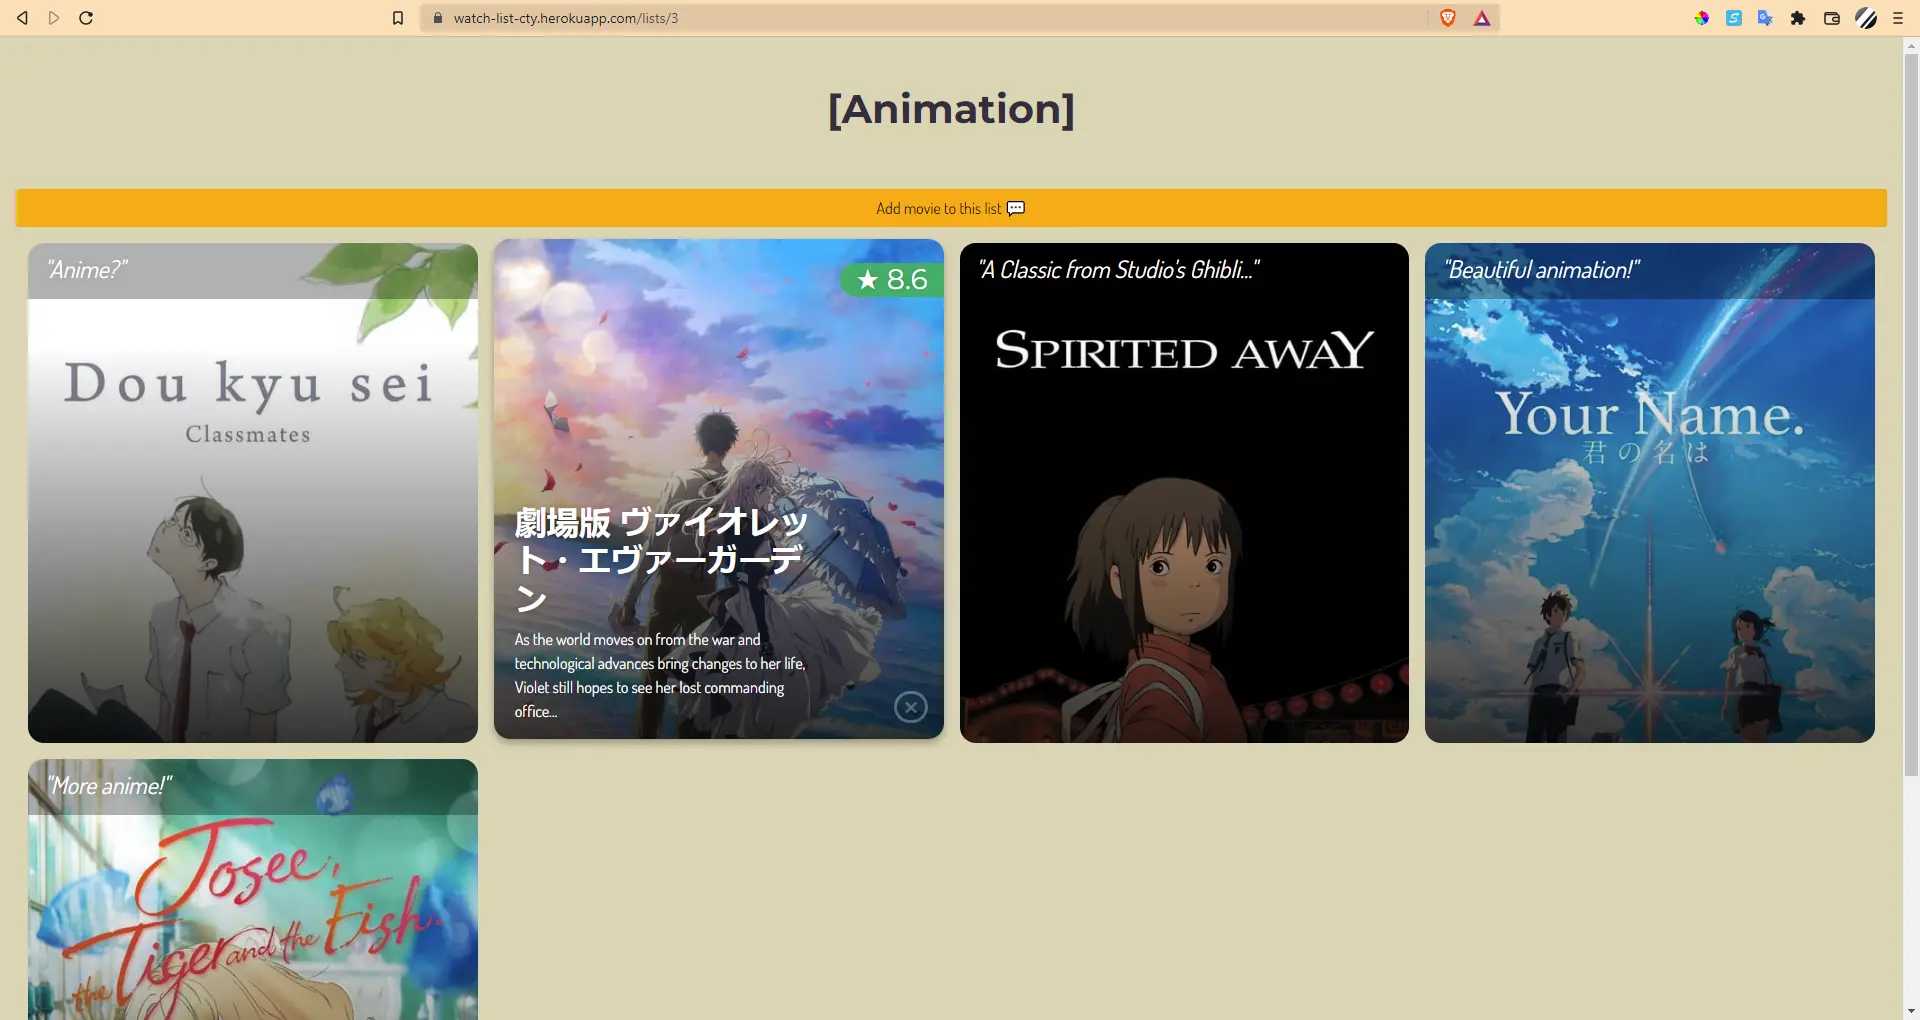 watch-list-cty.herokuapp.com/lists/3
[Animation]
Add movie to this list
"Anime?"
Dou kyu sei
Classmates
★ 8.6
劇場版 ヴァイオレッ
ト・エヴァーガーデ
ン
As the world moves on from the war and
technological advances bring changes to her life,
Violet still hopes to see her lost commanding
office...
"A Classic from Studio's Ghibli..."
SPIRITED AWAY
"Beautiful animation!"
Your Name.
君の名は
"More anime!"
Josee,
the Tiger and the Fish.